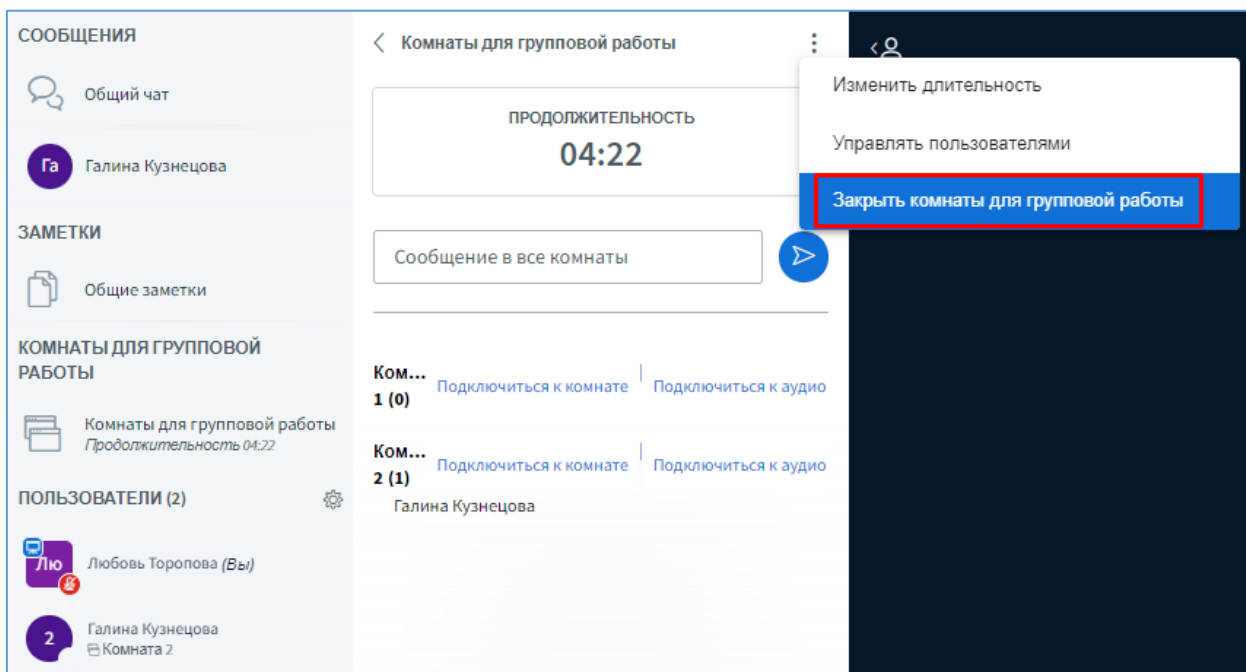 СООБЩЕНИЯ
Общий чат
Га
Галина Кузнецова
ЗАМЕТКИ
Общие заметки
КОМНАТЫ ДЛЯ ГРУППОВОЙ
РАБОТЫ
Комнаты для групповой работы
Продолжительность 04:22
ПОЛЬЗОВАТЕЛИ (2)
Лю
Любовь Торопова (Вы)
2
Галина Кузнецова
Комната 2
Комнаты для групповой работы
ПРОДОЛЖИТЕЛЬНОСТЬ
04:22
Сообщение в все комнаты
Ком...
1 (0)
Подключиться к комнате
Подключиться к аудио
Ком...
2 (1)
Подключиться к комнате
Подключиться к аудио
Галина Кузнецова
Изменить длительность
Управлять пользователями
Закрыть комнаты для групповой работы